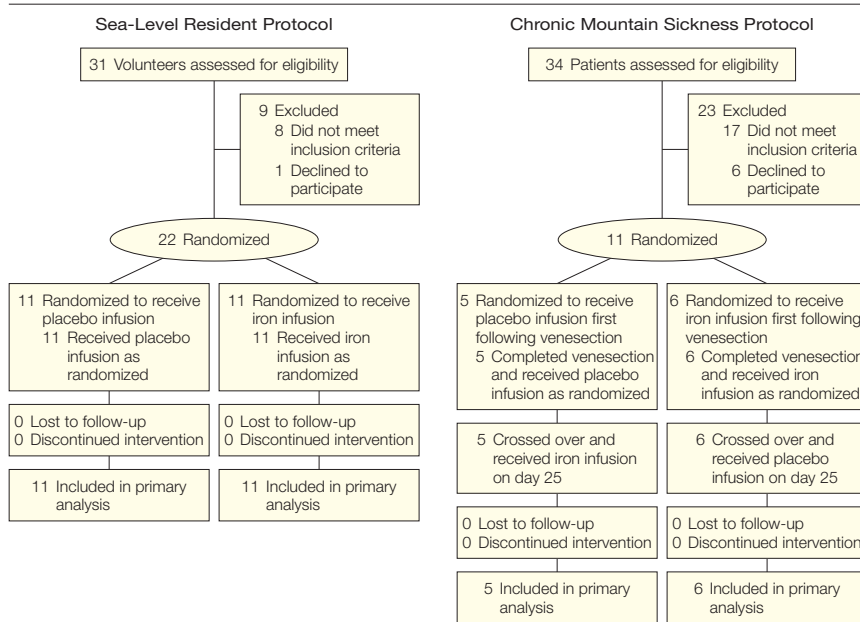 Sea-Level Resident Protocol
31 Volunteers assessed for eligibility
9 Excluded
8 Did not meet
inclusion criteria
1 Declined to
participate
22 Randomized
11 Randomized to receive
placebo infusion
11 Received placebo
infusion as
randomized
11 Randomized to receive
iron infusion
11 Received iron
infusion as
randomized
0 Lost to follow-up
0 Discontinued intervention
0 Lost to follow-up
0 Discontinued intervention
11 Included in primary
analysis
11 Included in primary
analysis
Chronic Mountain Sickness Protocol
34 Patients assessed for eligibility
23 Excluded
17 Did not meet
inclusion criteria
6 Declined to
participate
11 Randomized
5 Randomized to receive
placebo infusion first
following venesection
5 Completed venesection
and received placebo
infusion as randomized
6 Randomized to receive
iron infusion first following
venesection
6 Completed venesection
and received iron
infusion as randomized
5 Crossed over and
received iron infusion
on day 25
6 Crossed over and
received placebo
infusion on day 25
0 Lost to follow-up
0 Discontinued intervention
0 Lost to follow-up
0 Discontinued intervention
5 Included in primary
analysis
6 Included in primary
analysis